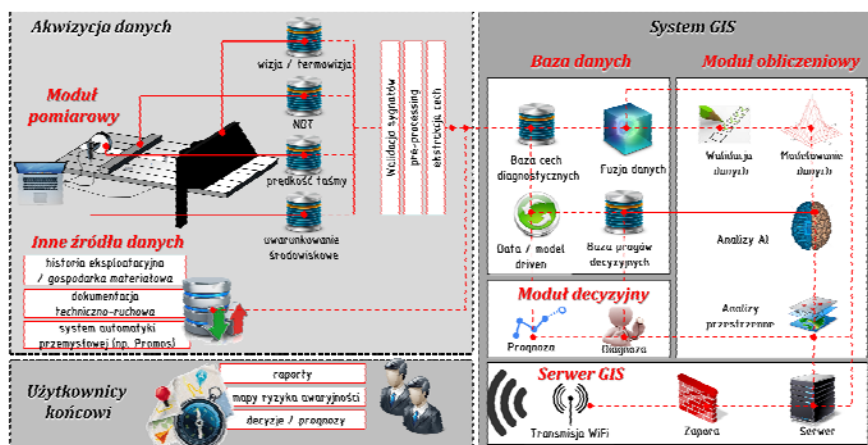 Akwizycja danych
wizja / termowizja
Moduł
pomiarowy
NDT
prędkość taśmy
uwarunkowanie
środowiskowe
Walidacja sygnałów
pre-processing
ekstrakcja cech
Inne źródła danych
historia eksploatacyjna
/ gospodarka materiałowa
dokumentacja
techniczno-ruchowa
system automatyki
przemysłowej (np. Promos)
Użytkownicy
końcowi
raporty
mapy ryzyka awaryjności
decyzje / prognozy
System GIS
Baza danych
Baza cech
diagnostycznych
Fuzja danych
Data / model
driven
Baza progów
decyzyjnych
Moduł obliczeniowy
Walidacja
danych
Modelowanie
danych
Analizy AI
Analizy
przestrzenne
Moduł decyzyjny
Prognoza
Diagnoza
Serwer GIS
Transmisja WiFi
Zapora
Serwer